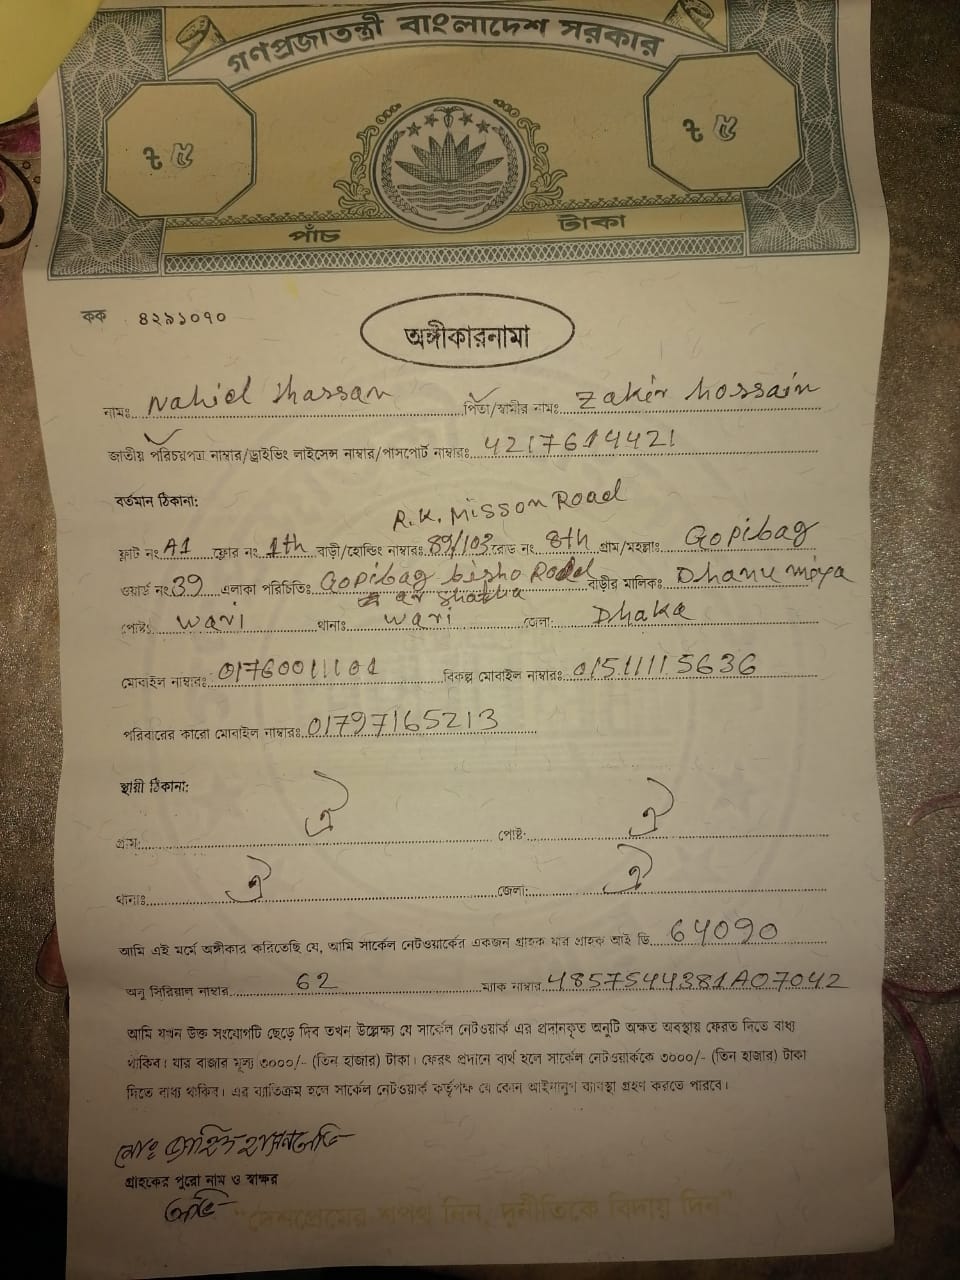 গণপ্রজাতন্ত্রী বাংলাদেশ সরকার
৳ ৫ ৳ ৫
পাঁচ টাকা
কক ৪২৯১০৭০
অঙ্গীকারনামা
নামঃ Nahid Hassan পিতা/স্বামীর নামঃ Zakir Hossain
জাতীয় পরিচয়পত্র নাম্বার/ড্রাইভিং লাইসেন্স নাম্বার/পাসপোর্ট নাম্বারঃ 4217614421
বর্তমান ঠিকানা:
R.K. Misson Road
ফ্লাট নং A1 ফ্লোর নং 1th বাড়ী/হোল্ডিং নাম্বারঃ 89/103 রোড নং 8th গ্রাম/মহল্লাঃ Gopibag
ওয়ার্ড নং 39 এলাকা পরিচিতিঃ Gopibag bisho Road বাড়ীর মালিকঃ Dhanu miya
পোষ্টঃ Wari থানাঃ Wari জেলা: Dhaka
মোবাইল নাম্বারঃ 01760011101 বিকল্প মোবাইল নাম্বারঃ 01511115636
পরিবারের কারো মোবাইল নাম্বারঃ 01797165213
স্থায়ী ঠিকানা:
গ্রাম: ঐ পোষ্ট: ঐ
থানাঃ ঐ জেলা: ঐ
আমি এই মর্মে অঙ্গীকার করিতেছি যে, আমি সার্কেল নেটওয়ার্কের একজন গ্রাহক যার গ্রাহক আই ডি 64090
অনু সিরিয়াল নাম্বার 62 ম্যাক নাম্বার 4857544381A07042
আমি যখন উক্ত সংযোগটি ছেড়ে দিব তখন উল্লেক্ষ্য যে সার্কেল নেটওয়ার্ক এর প্রদানকৃত অনুটি অক্ষত অবস্থায় ফেরত দিতে বাধ্য
থাকিব। যার বাজার মূল্য ৩০০০/- (তিন হাজার) টাকা। ফেরৎ প্রদানে ব্যর্থ হলে সার্কেল নেটওয়ার্ককে ৩০০০/- (তিন হাজার) টাকা
দিতে বাধ্য থাকিব। এর ব্যতিক্রম হলে সার্কেল নেটওয়ার্ক কর্তৃপক্ষ যে কোন আইনানুগ ব্যবস্থা গ্রহণ করতে পারবে।
মোঃ নাহিদ হাসান
গ্রাহকের পুরো নাম ও স্বাক্ষর
"দেশপ্রেমের শপথ নিন, দুর্নীতিকে বিদায় দিন"